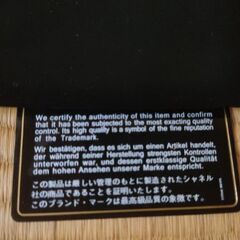 We certify the authenticity of this item and confirm
that it has been subjected to the most exacting quality
control. Its high quality is a symbol of the fine reputation
of the Trademark.
Wir bestätigen, dass es sich um einen Artikel handelt,
der während seiner Herstellung strengsten Kontrollen
unterworfen war, und dessen erstklassige Qualität
dem hohen Ansehen unserer Marke entspricht.
この製品は厳しい管理のもとに製造されたシャネル
社の商品である事を証明いたします。
このブランド・マークは最高級品質の象徴です。